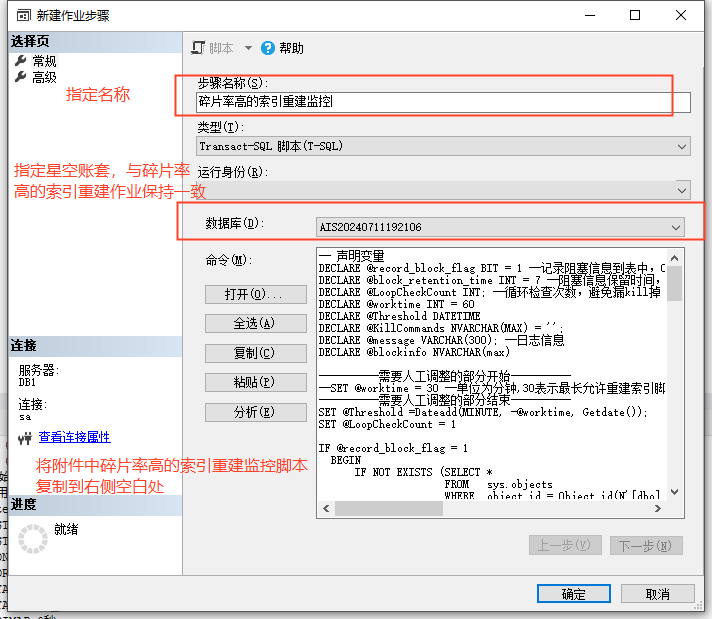 新建作业步骤
选择页
常规
高级
指定名称
指定星空账套，与碎片率
高的索引重建作业保持一致
脚本
帮助
步骤名称(S):
碎片率高的索引重建监控
类型(T):
Transact-SQL 脚本(T-SQL)
运行身份(R):
数据库(D):
AIS20240711192106
命令(M):
打开(O)...
全选(A)
复制(C)
粘贴(P)
分析(E)
— 声明变量
DECLARE @record_block_flag BIT = 1 —记录阻塞信息到表中，0
DECLARE @block_retention_time INT = 7 —阻塞信息保留时间，
DECLARE @LoopCheckCount INT; —循环检查次数，避免漏kill掉
DECLARE @worktime INT = 60
DECLARE @Threshold DATETIME
DECLARE @KillCommands NVARCHAR(MAX) = '';
DECLARE @message VARCHAR(300); —日志信息
DECLARE @blockinfo NVARCHAR(max)
—————需要人工调整的部分开始—————
—SET @worktime = 30 —单位为分钟,30表示最长允许重建索引脚
—————需要人工调整的部分结束—————
SET @Threshold =Dateadd(MINUTE, -@worktime, Getdate());
SET @LoopCheckCount = 1
IF @record_block_flag = 1
BEGIN
IF NOT EXISTS (SELECT *
FROM sys.objects
WHERE object_id = Object_id(N'[dbo]
连接
服务器:
DB1
连接:
sa
查看连接属性
将附件中碎片率高的索引重建监控脚本
复制到右侧空白处
进度
就绪
上一步(V)
下一步(N)
确定
取消